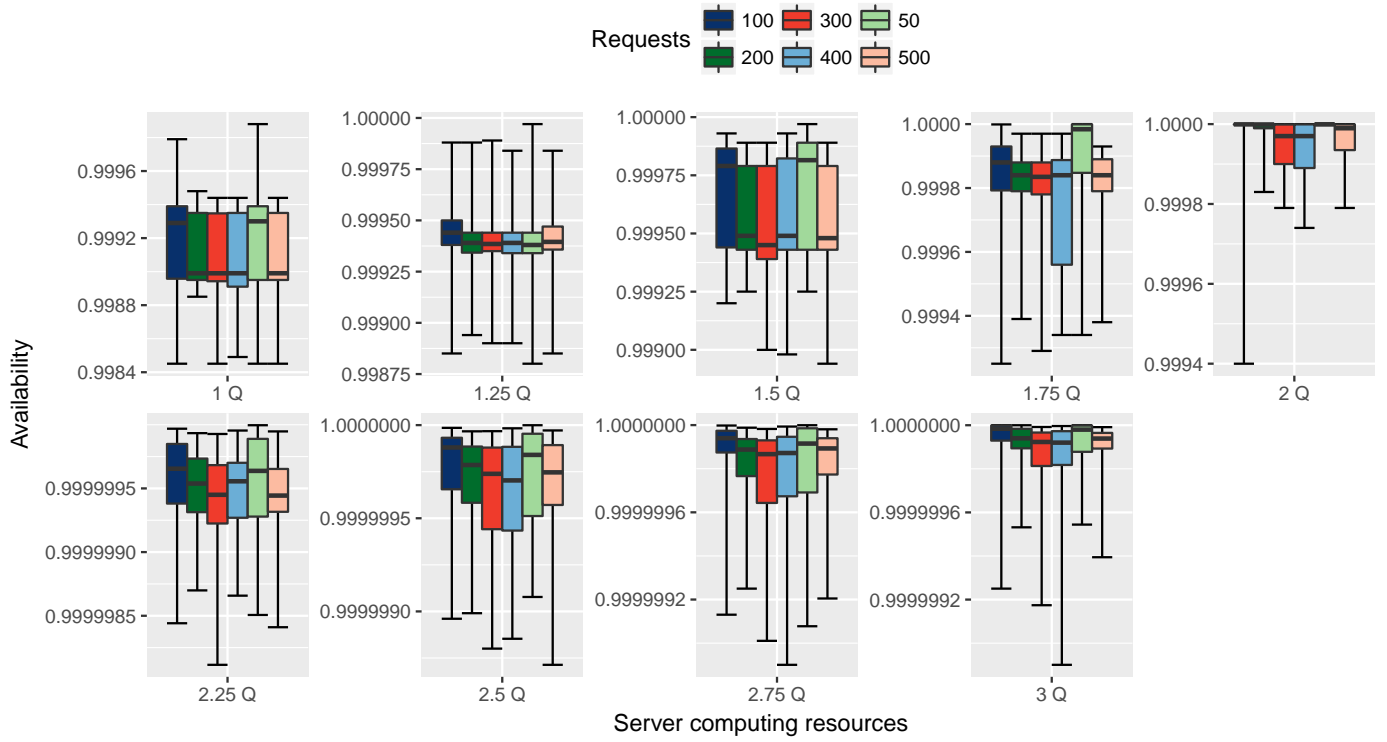 Requests
100 300 50
200 400 500
Availability
0.9996
0.9992
0.9988
0.9984
1 Q
1.00000
0.99975
0.99950
0.99925
0.99900
0.99875
1.25 Q
1.00000
0.99975
0.99950
0.99925
0.99900
1.5 Q
1.0000
0.9998
0.9996
0.9994
1.75 Q
1.0000
0.9998
0.9996
0.9994
2 Q
0.9999995
0.9999990
0.9999985
2.25 Q
1.0000000
0.9999995
0.9999990
2.5 Q
1.0000000
0.9999996
0.9999992
2.75 Q
1.0000000
0.9999996
0.9999992
3 Q
Server computing resources